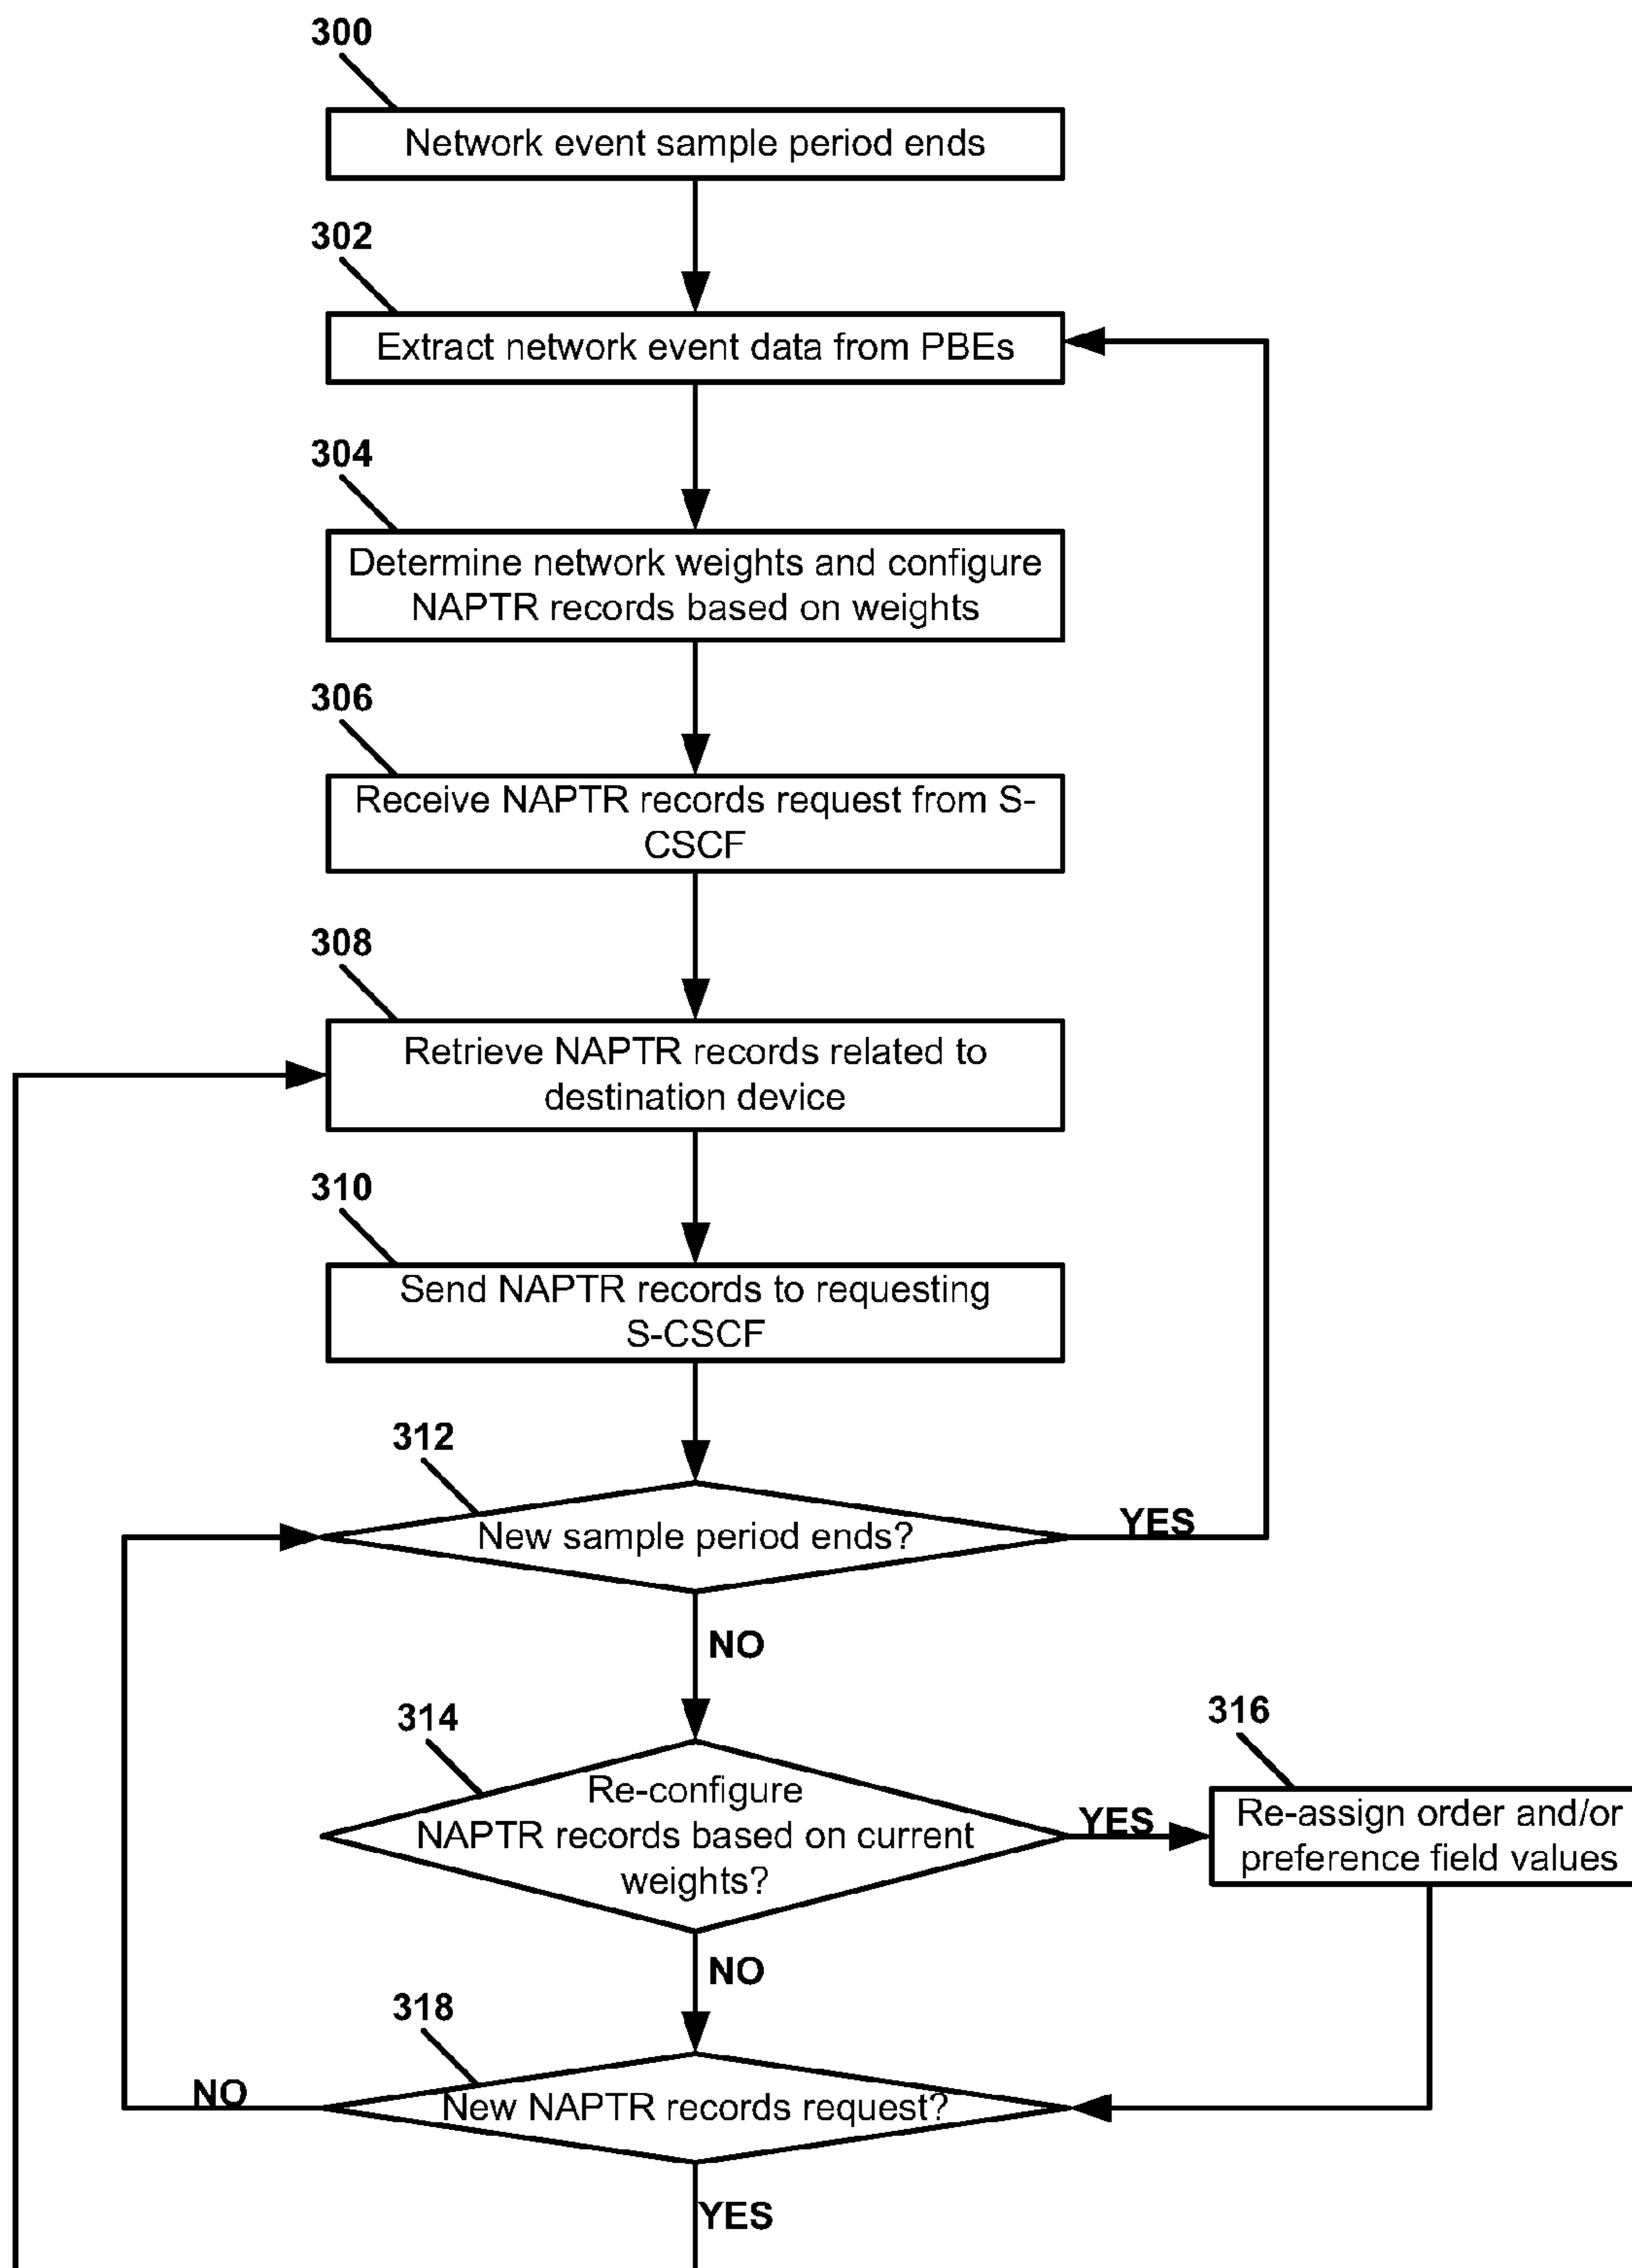 300
Network event sample period ends
302
Extract network event data from PBEs
304
Determine network weights and configure
NAPTR records based on weights
306
Receive NAPTR records request from S-
CSCF
308
Retrieve NAPTR records related to
destination device
310
Send NAPTR records to requesting
S-CSCF
312
New sample period ends?
YES
NO
314
Re-configure
NAPTR records based on current
weights?
YES
316
Re-assign order and/or
preference field values
NO
318
New NAPTR records request?
NO
YES